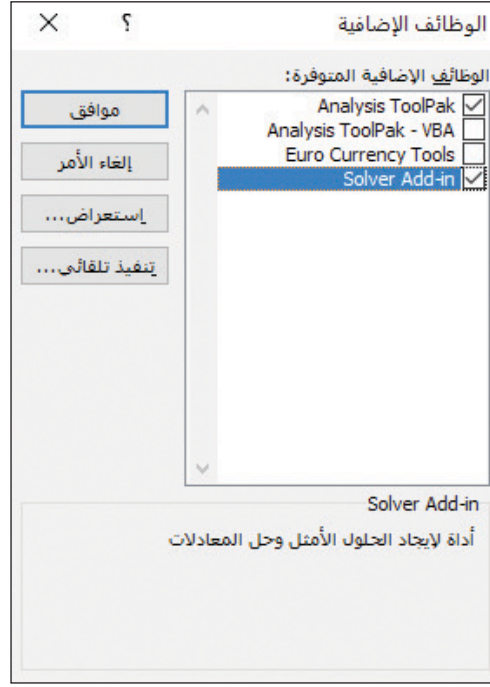 الوظائف الإضافية
؟
الوظائف الإضافية المتوفرة:
Analysis ToolPak
Analysis ToolPak - VBA
Euro Currency Tools
Solver Add-in
موافق
إلغاء الأمر
إستعراض...
تنفيذ تلقائي...
Solver Add-in
أداة لإيجاد الحلول الأمثل وحل المعادلات